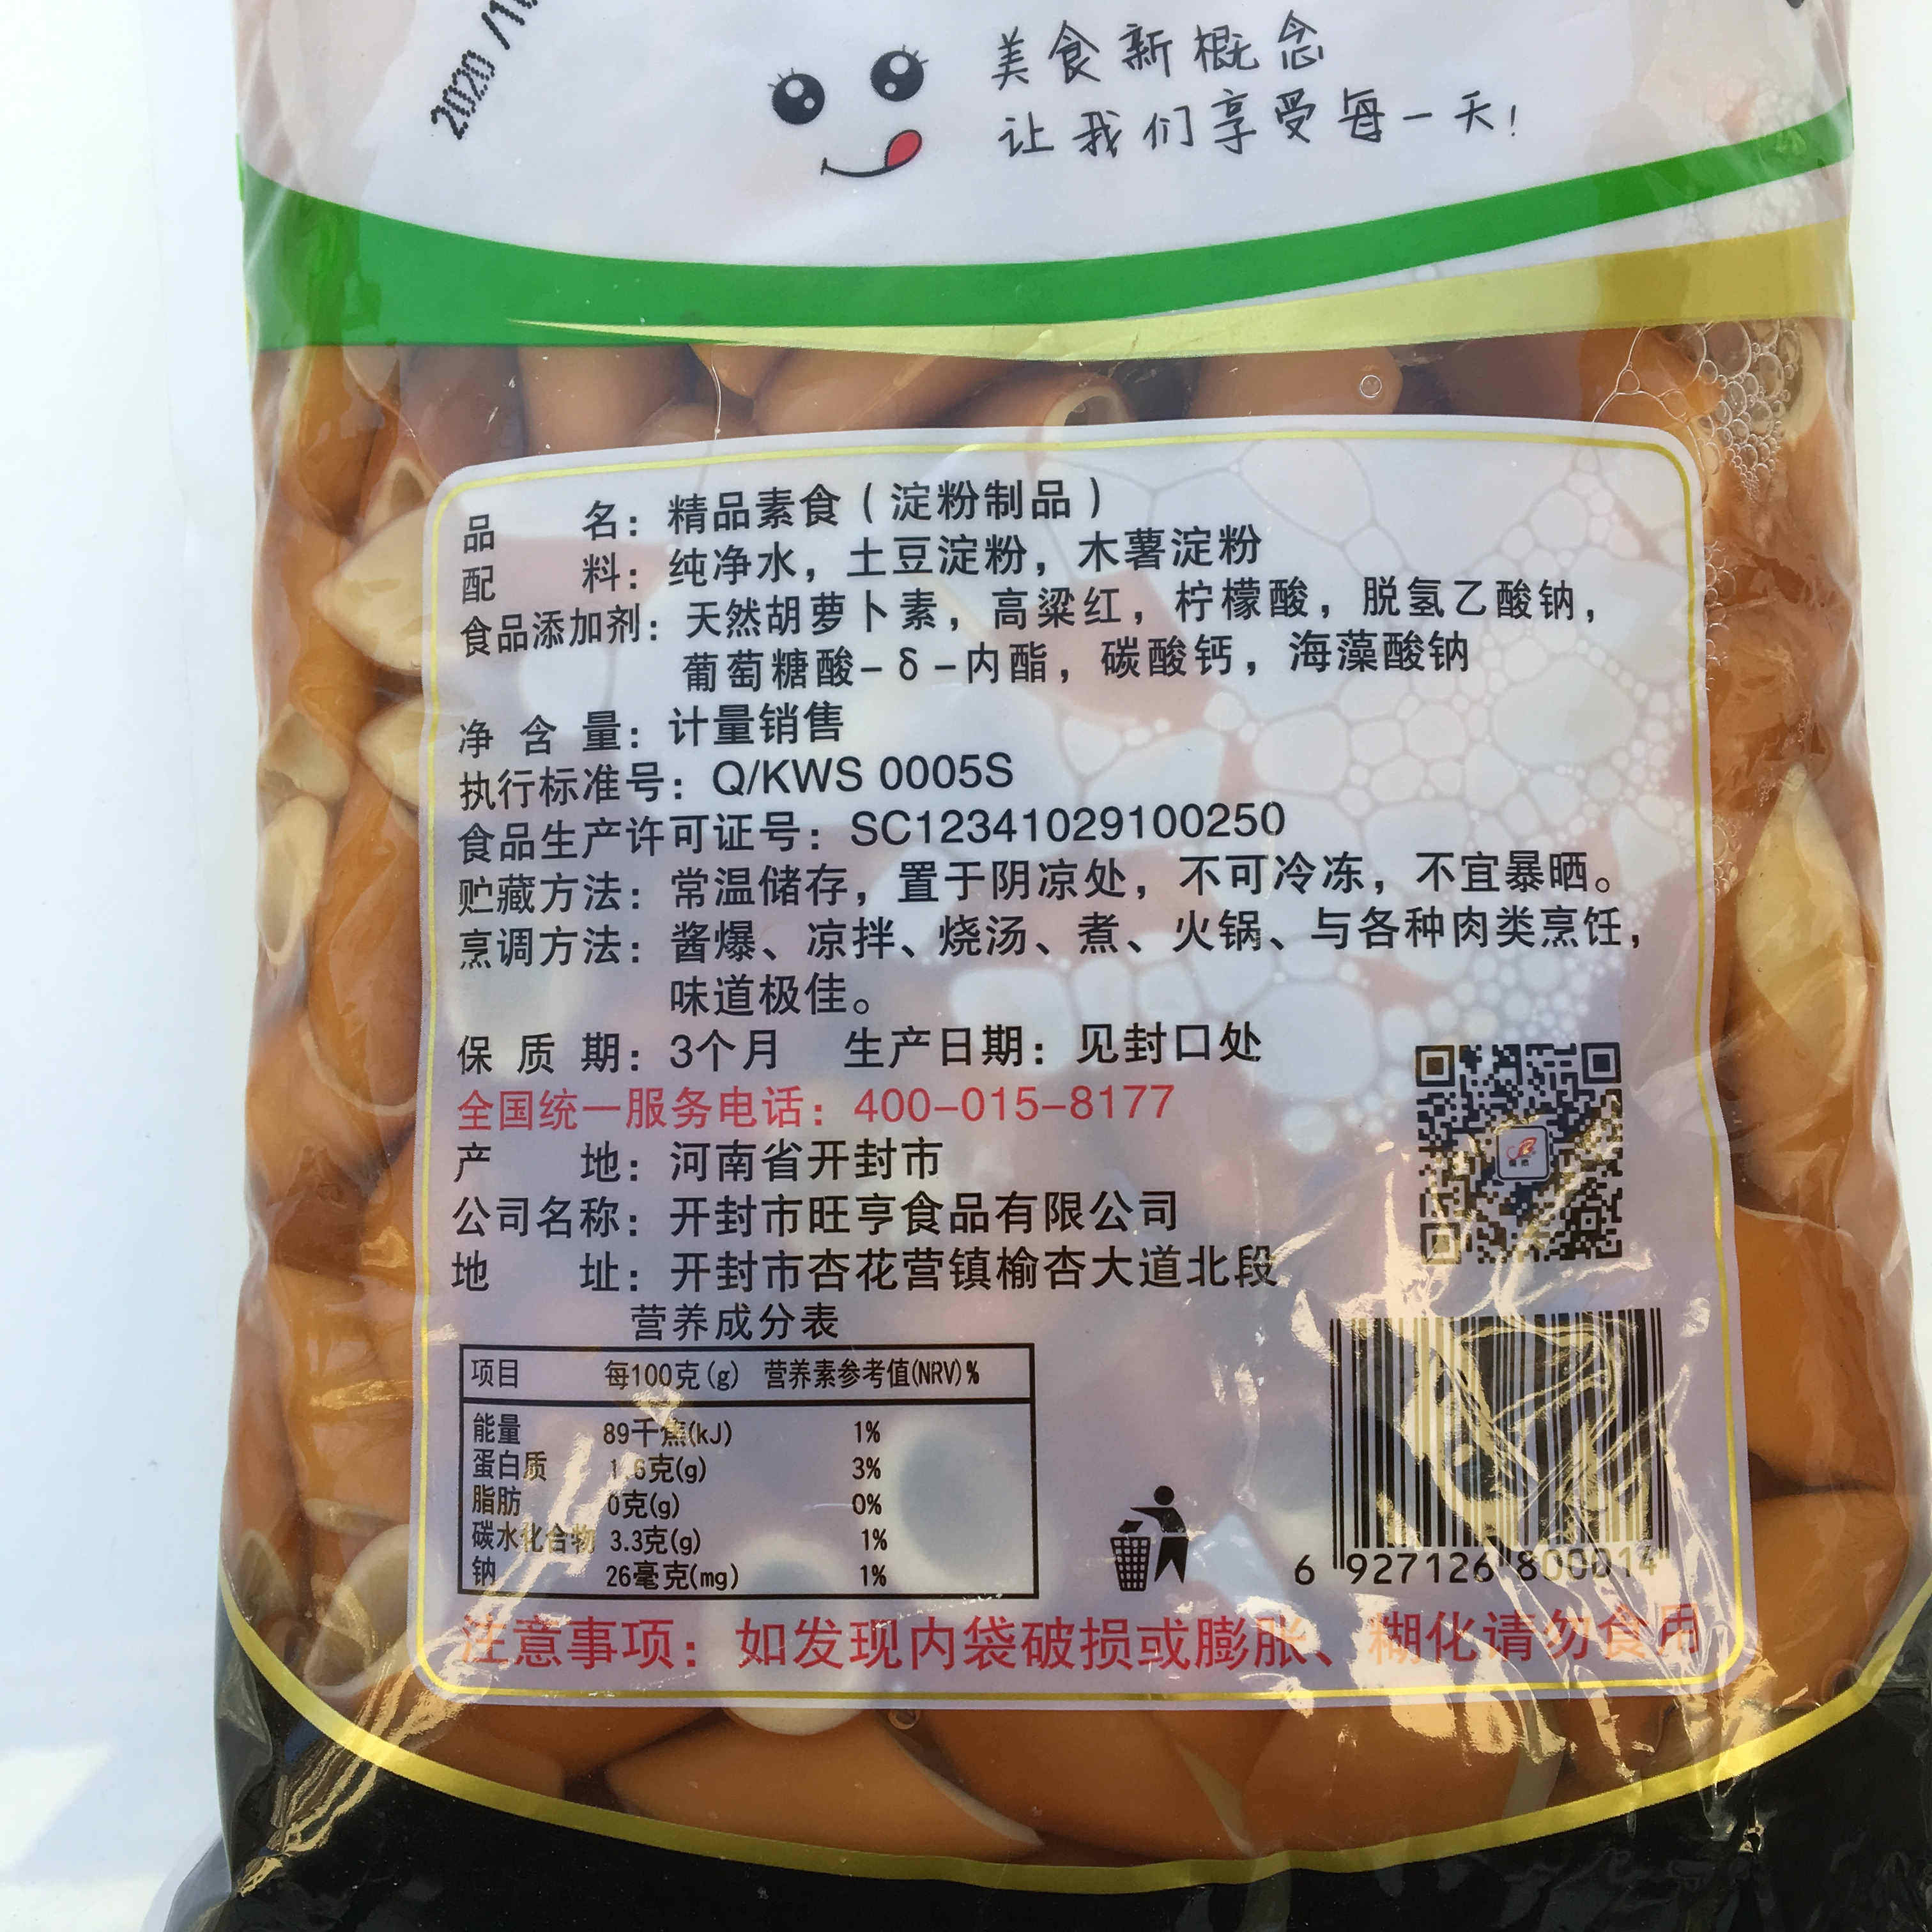 2020/1
美食新概念
让我们享受每一天!
品 名：精品素食（淀粉制品）
配 料：纯净水，土豆淀粉，木薯淀粉
食品添加剂：天然胡萝卜素，高粱红，柠檬酸，脱氢乙酸钠，
葡萄糖酸-δ-内酯，碳酸钙，海藻酸钠
净含量：计量销售
执行标准号：Q/KWS 0005S
食品生产许可证号：SC12341029100250
贮藏方法：常温储存，置于阴凉处，不可冷冻，不宜暴晒。
烹调方法：酱爆、凉拌、烧汤、煮、火锅、与各种肉类烹饪，
味道极佳。
保质期：3个月 生产日期：见封口处
全国统一服务电话：400-015-8177
产 地：河南省开封市
公司名称：开封市旺亨食品有限公司
地 址：开封市杏花营镇榆杏大道北段
营养成分表
项目 每100克(g) 营养素参考值(NRV)%
能量 89千焦(kJ) 1%
蛋白质 1.6克(g) 3%
脂肪 0克(g) 0%
碳水化合物 3.3克(g) 1%
钠 26毫克(mg) 1%
6 927126 800014
注意事项：如发现内袋破损或膨胀、糊化请勿食用